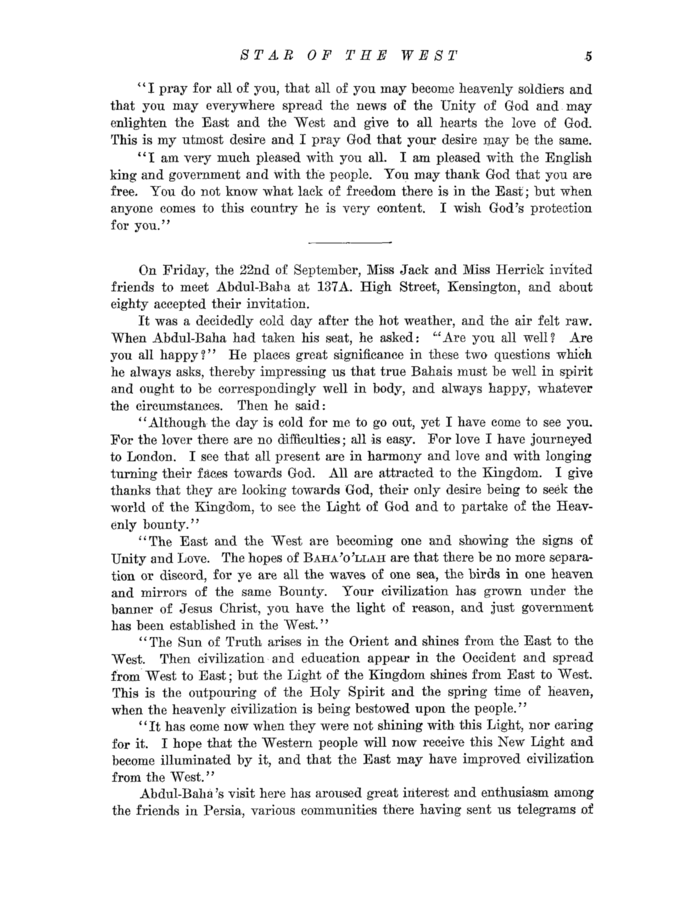 STAR OF THE WEST 5
"I pray for all of you, that all of you may become heavenly soldiers and
that you may everywhere spread the news of the Unity of God and may
enlighten the East and the West and give to all hearts the love of God.
This is my utmost desire and I pray God that your desire may be the same.
"I am very much pleased with you all. I am pleased with the English
king and government and with the people. You may thank God that you are
free. You do not know what lack of freedom there is in the East; but when
anyone comes to this country he is very content. I wish God's protection
for you."
On Friday, the 22nd of September, Miss Jack and Miss Herrick invited
friends to meet Abdul-Baha at 137A. High Street, Kensington, and about
eighty accepted their invitation.
It was a decidedly cold day after the hot weather, and the air felt raw.
When Abdul-Baha had taken his seat, he asked: "Are you all well? Are
you all happy?" He places great significance in these two questions which
he always asks, thereby impressing us that true Bahais must be well in spirit
and ought to be correspondingly well in body, and always happy, whatever
the circumstances. Then he said:
"Although the day is cold for me to go out, yet I have come to see you.
For the lover there are no difficulties; all is easy. For love I have journeyed
to London. I see that all present are in harmony and love and with longing
turning their faces towards God. All are attracted to the Kingdom. I give
thanks that they are looking towards God, their only desire being to seek the
world of the Kingdom, to see the Light of God and to partake of the Heav-
enly bounty."
"The East and the West are becoming one and showing the signs of
Unity and Love. The hopes of BAHA'O'LLAH are that there be no more separa-
tion or discord, for ye are all the waves of one sea, the birds in one heaven
and mirrors of the same Bounty. Your civilization has grown under the
banner of Jesus Christ, you have the light of reason, and just government
has been established in the West."
"The Sun of Truth arises in the Orient and shines from the East to the
West. Then civilization and education appear in the Occident and spread
from West to East; but the Light of the Kingdom shines from East to West.
This is the outpouring of the Holy Spirit and the spring time of heaven,
when the heavenly civilization is being bestowed upon the people."
"It has come now when they were not shining with this Light, nor caring
for it. I hope that the Western people will now receive this New Light and
become illuminated by it, and that the East may have improved civilization
from the West."
Abdul-Baha's visit here has aroused great interest and enthusiasm among
the friends in Persia, various communities there having sent us telegrams of